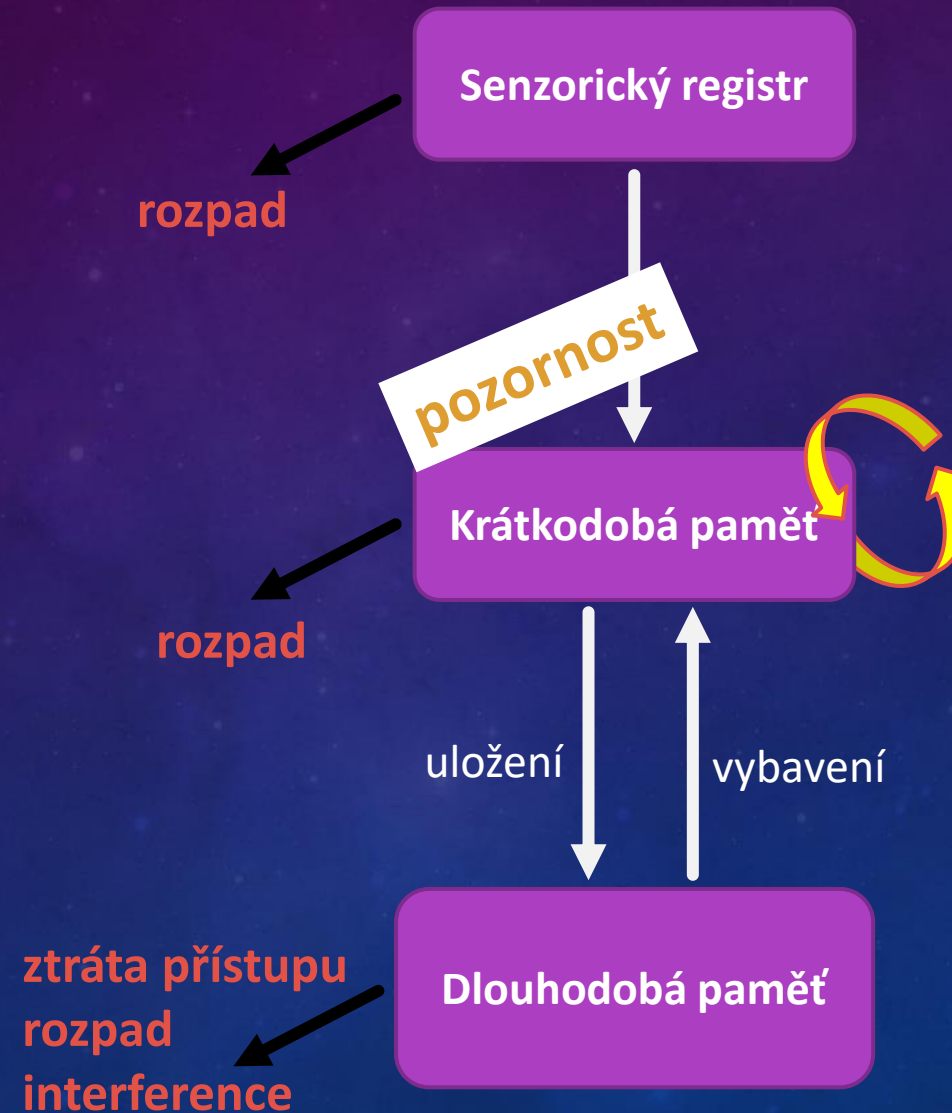 Senzorický registr
rozpad
pozornost
Krátkodobá paměť
rozpad
uložení
vybavení
ztráta přístupu
rozpad
interference
Dlouhodobá paměť